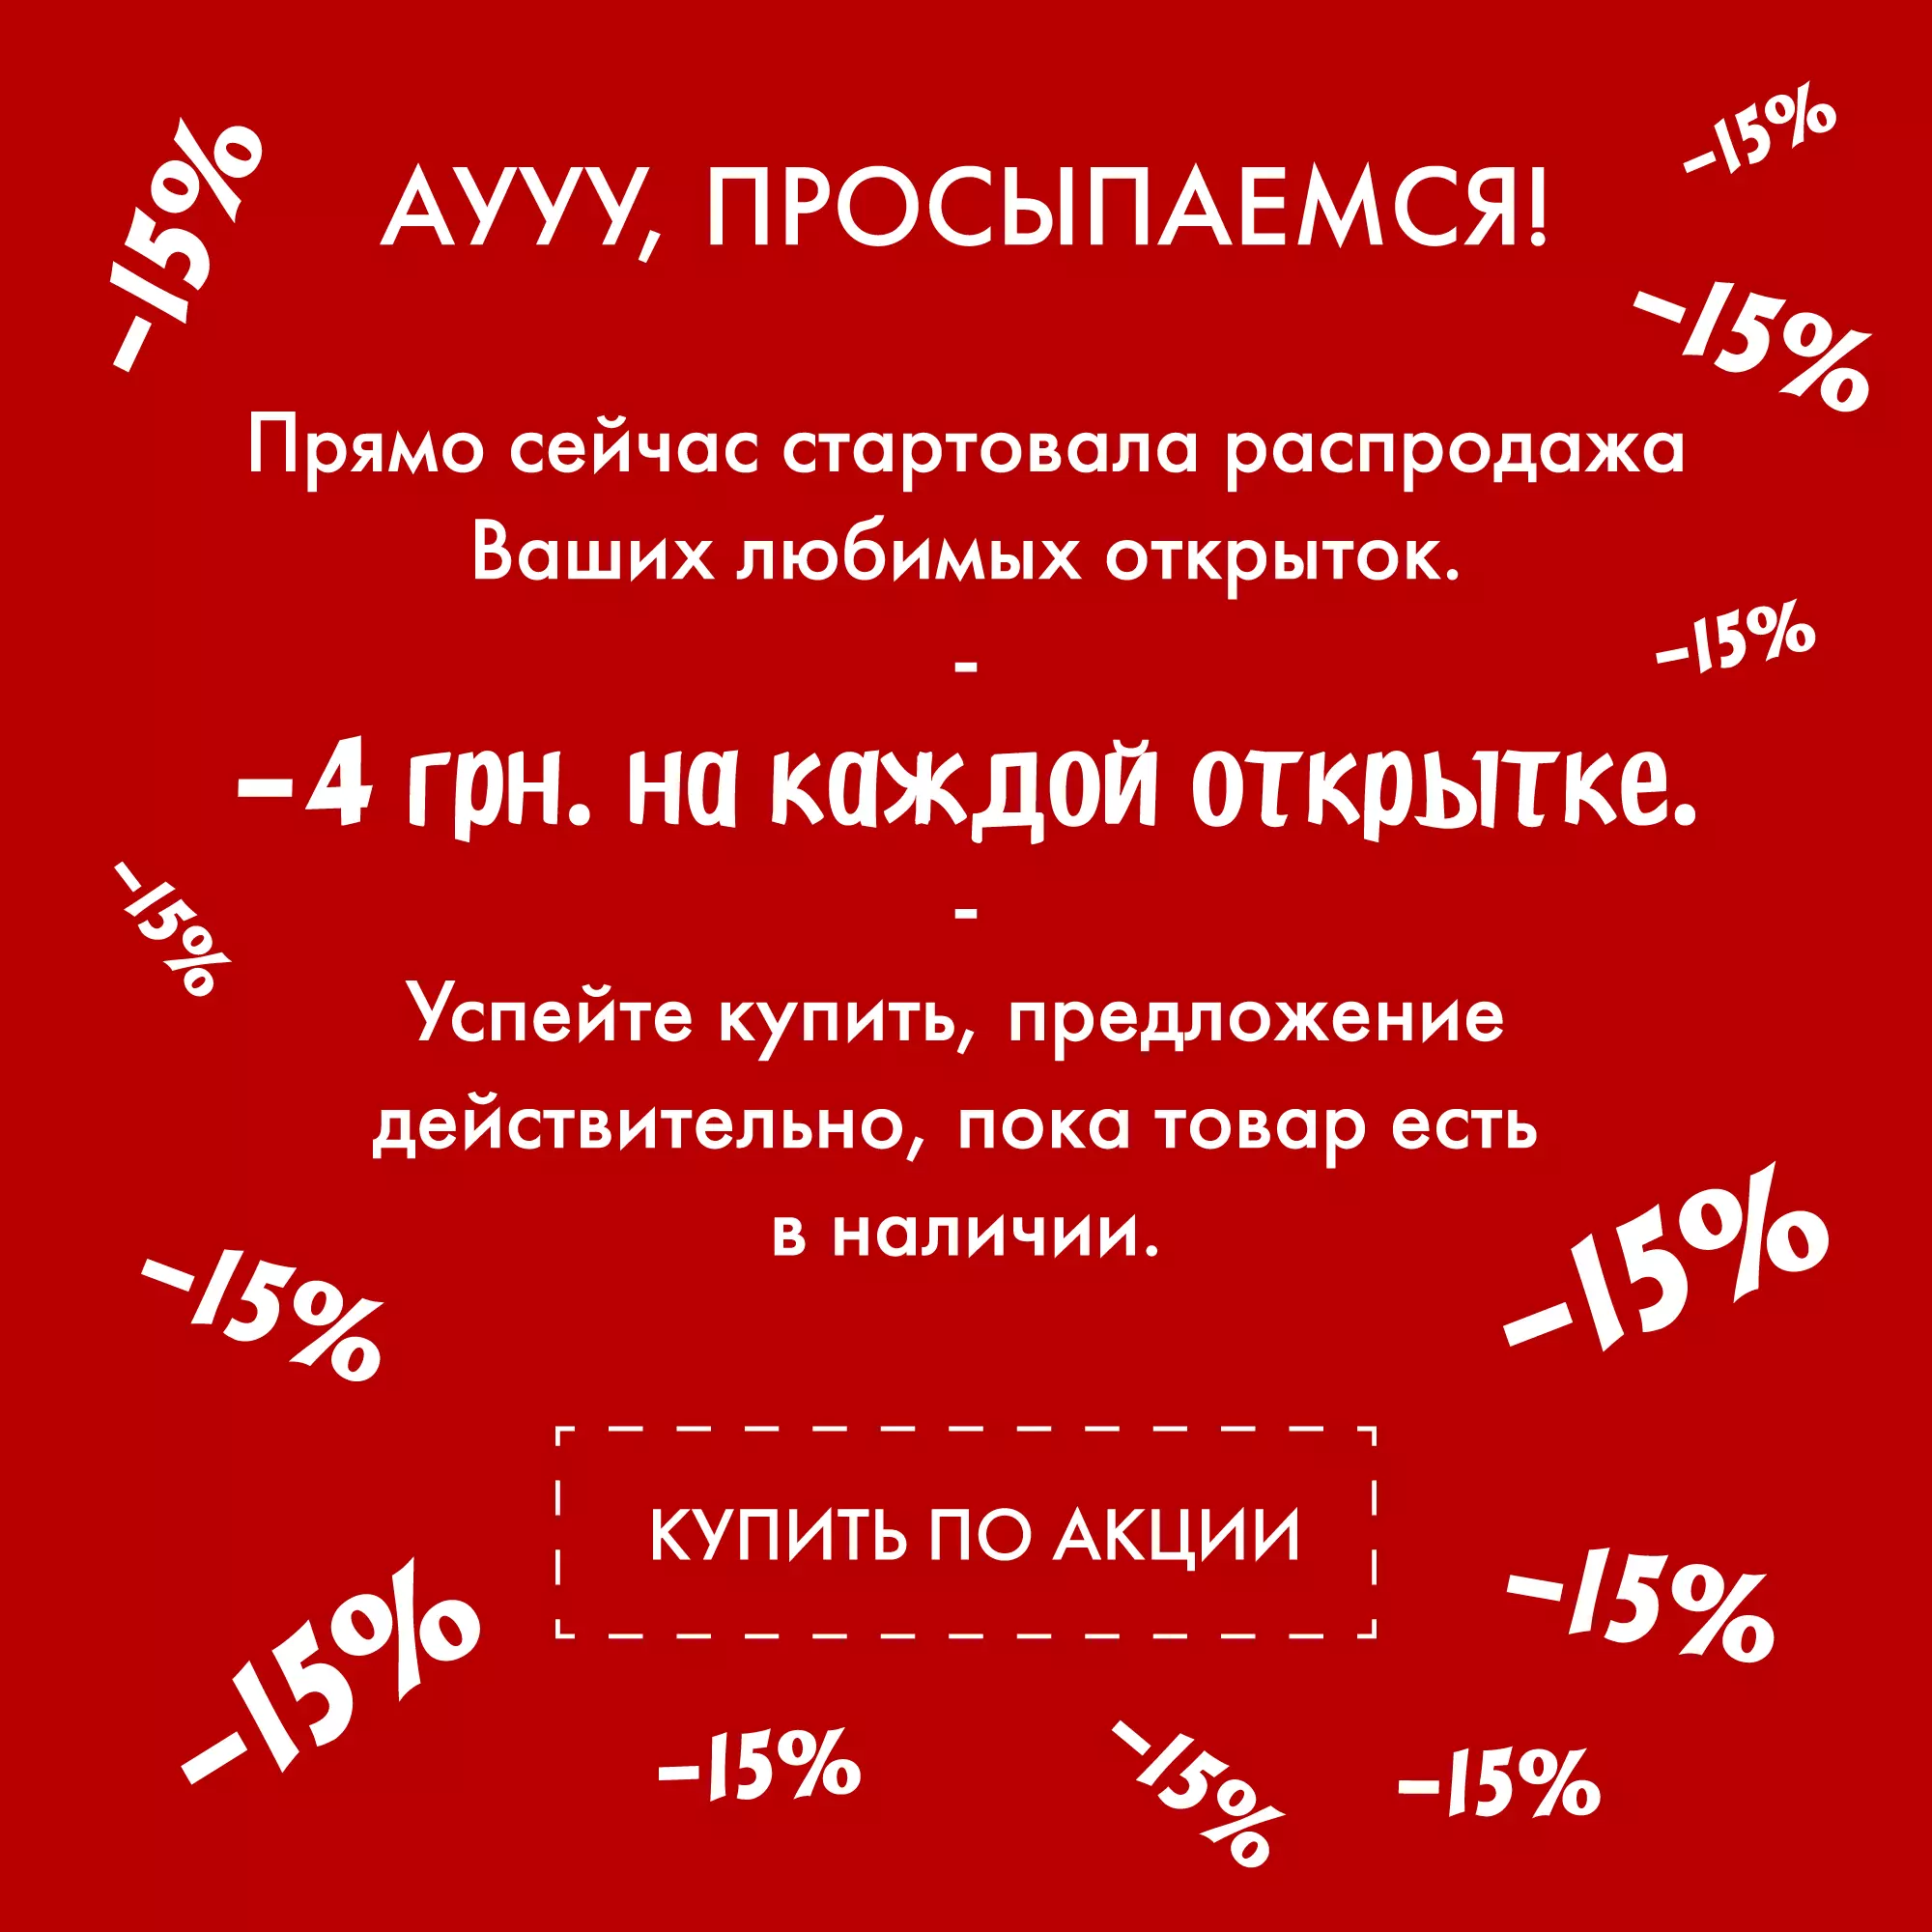 -15%
-15%
АУУУ, ПРОСЫПАЕМСЯ!
-15%
Прямо сейчас стартовала распродажа
Ваших любимых открыток.
-
-15%
-4 грн. на каждой открытке.
-
-15%
Успейте купить, предложение
действительно, пока товар есть
в наличии.
-15%
-15%
КУПИТЬ ПО АКЦИИ
-15%
-15%
-15%
-15%
-15%